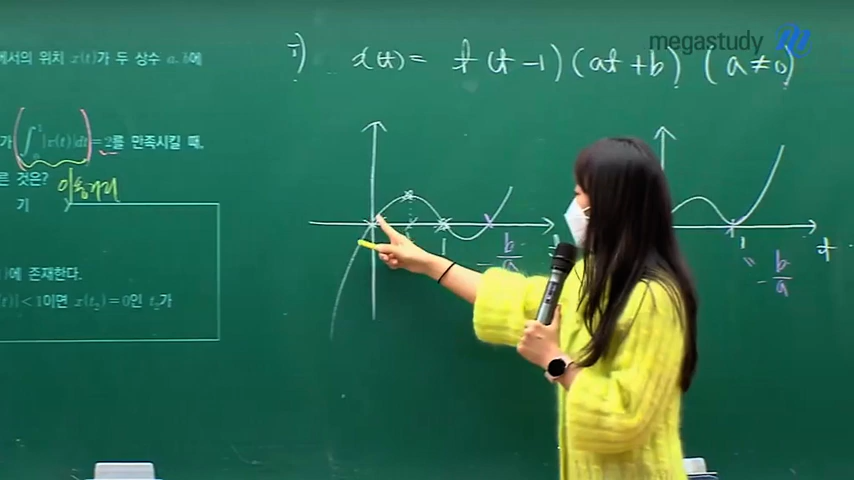 에서의 위치 x(t)가 두 상수 a, b에
가 ∫₀¹|v(t)|dt = 2를 만족시킬 때,
른 것은?
이동거리
ㄱ
)에 존재한다.
(t₁)| < 1이면 x(t₂) = 0인 t₂가
i) x(t) = t(t-1)(at+b) (a≠0)
megastudy m
1
-b/a
t
1
" -b/a
t